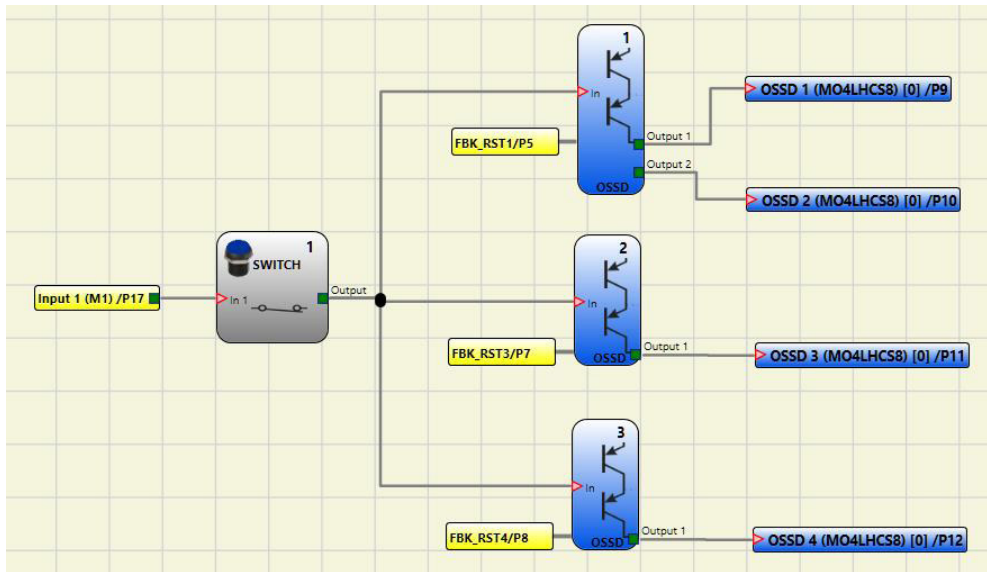 1
In
OSSD 1 (MO4LHCS8) [0] /P9
FBK_RST1/P5
Output 1
Output 2
OSSD
OSSD 2 (MO4LHCS8) [0] /P10
1
SWITCH
Input 1 (M1) /P17
In 1
Output
2
In
FBK_RST3/P7
Output 1
OSSD
OSSD 3 (MO4LHCS8) [0] /P11
3
In
FBK_RST4/P8
Output 1
OSSD
OSSD 4 (MO4LHCS8) [0] /P12